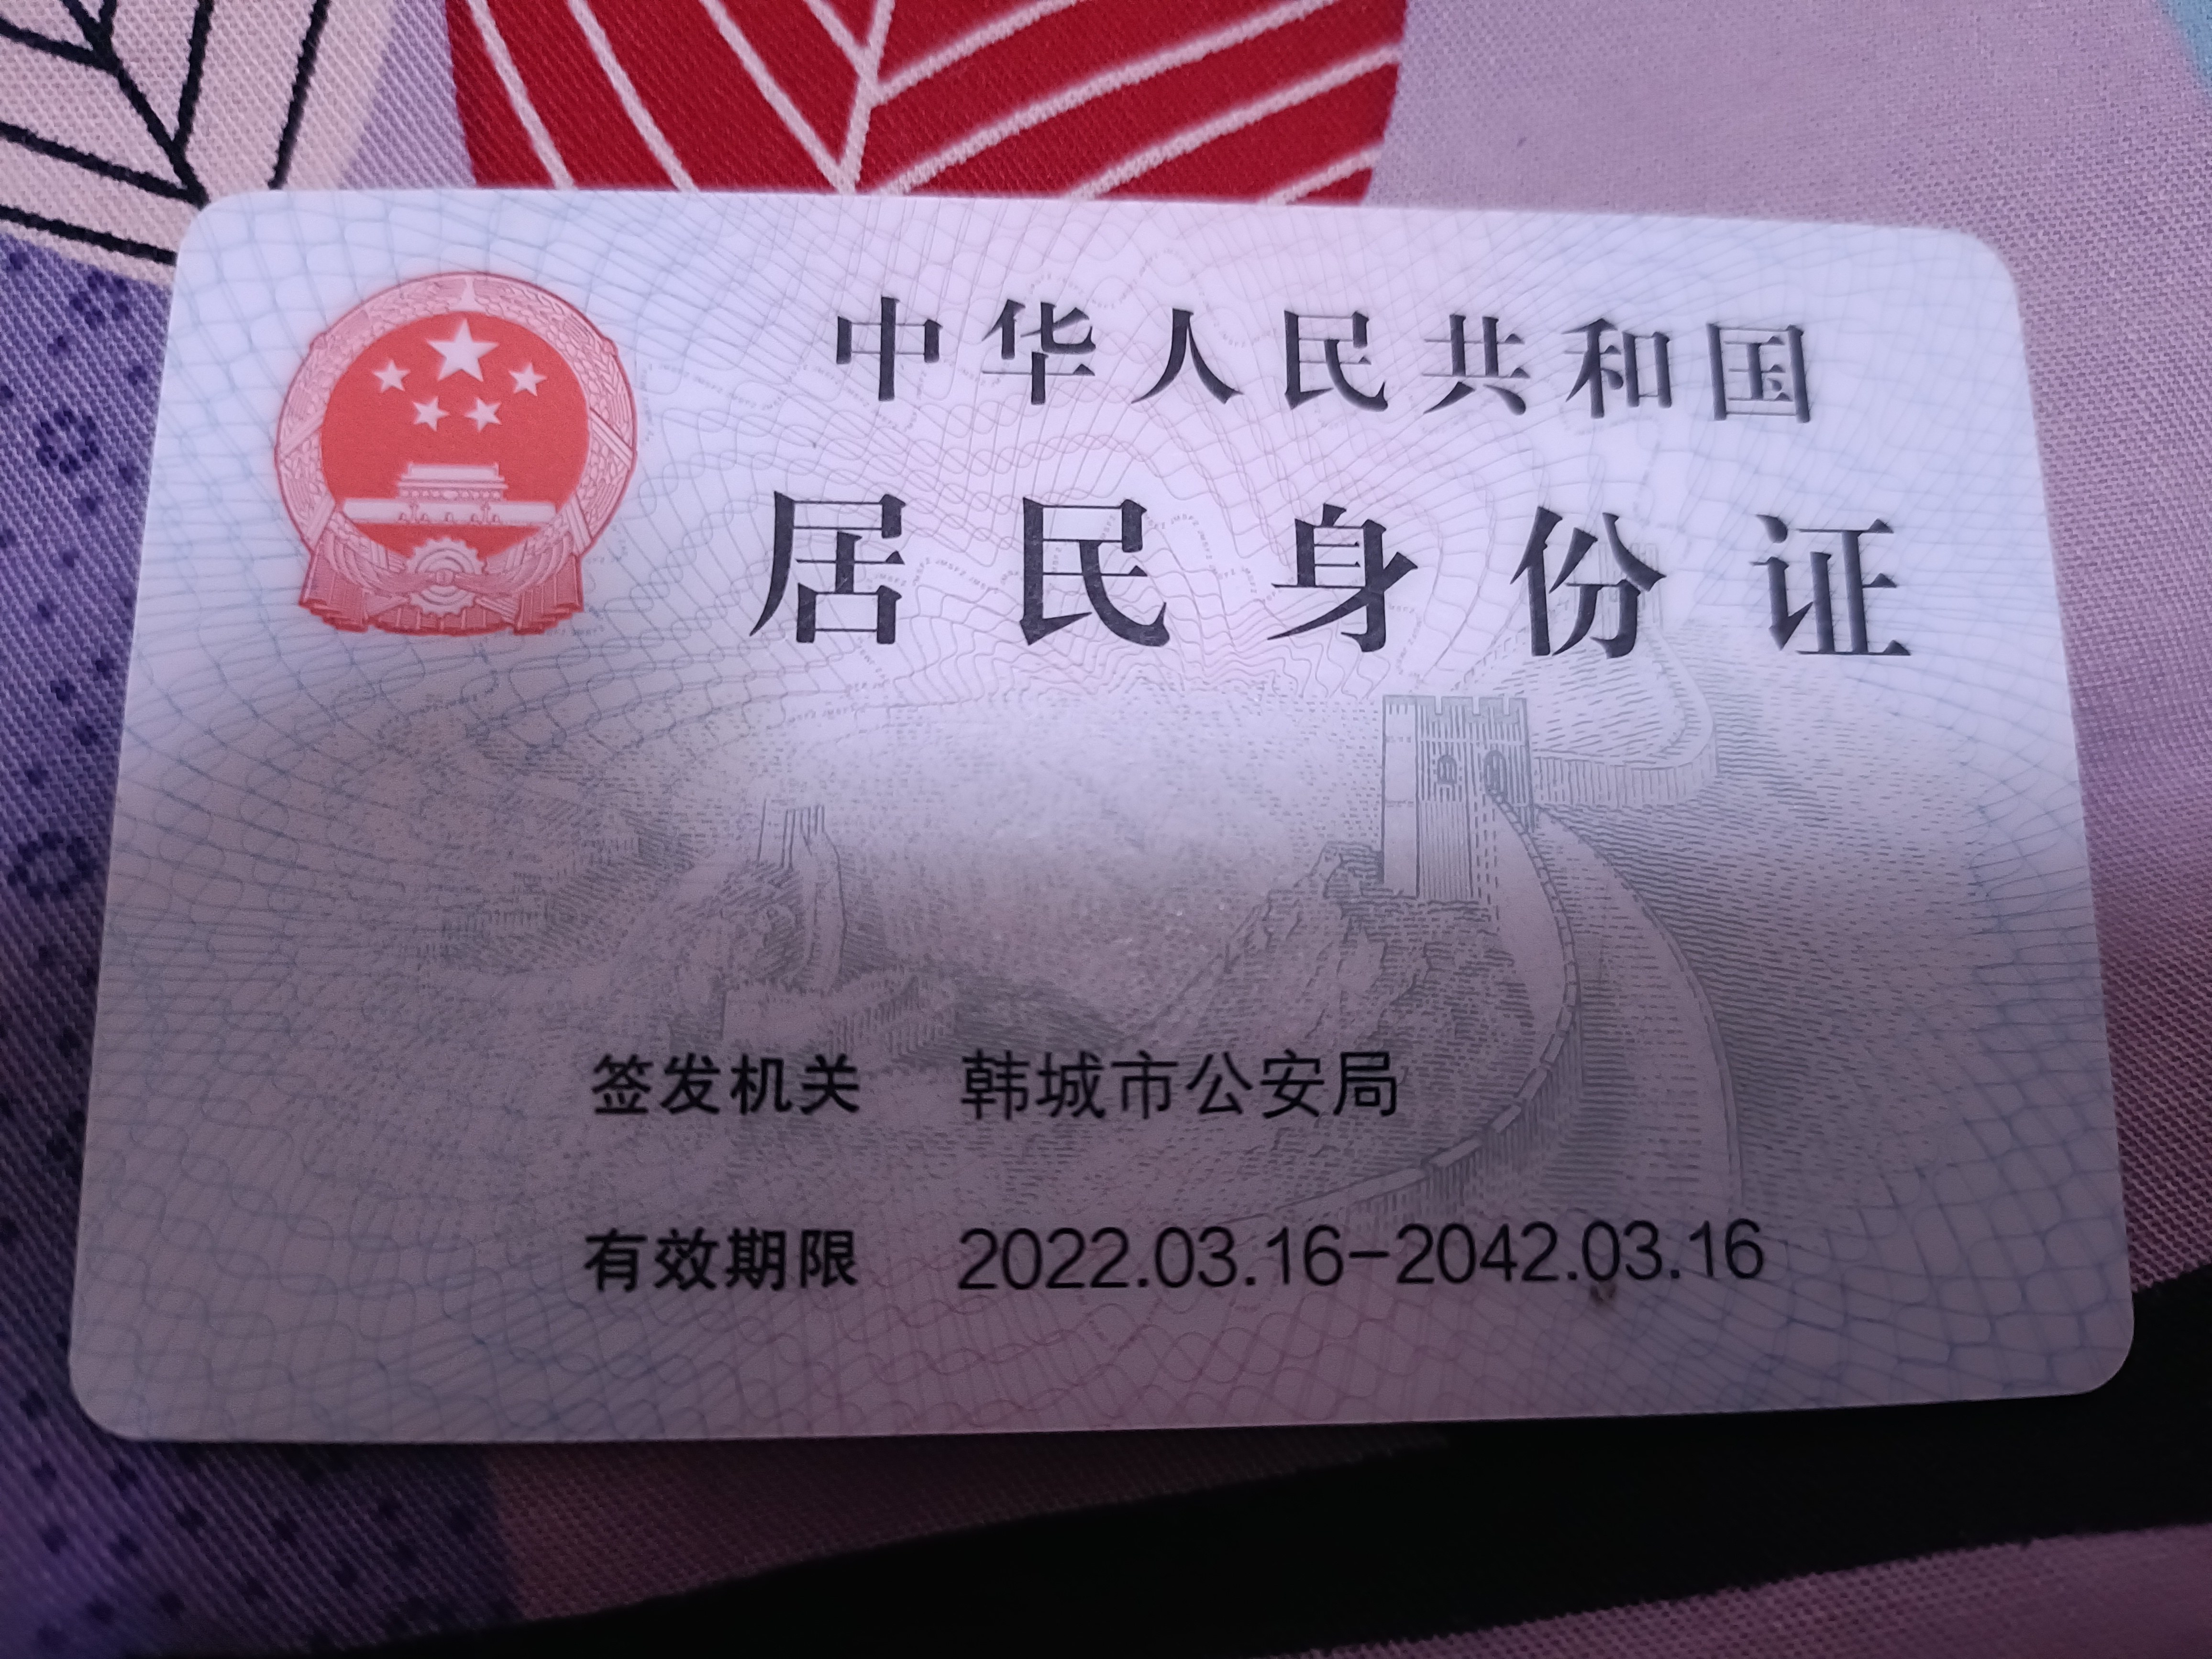 中华人民共和国
居民身份证
签发机关 韩城市公安局
有效期限 2022.03.16-2042.03.16